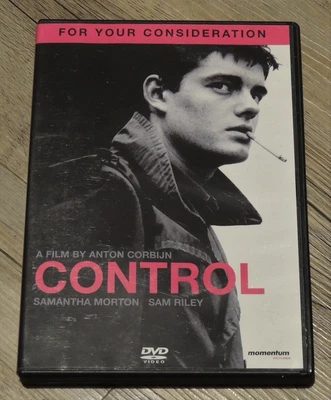 FOR YOUR CONSIDERATION
A FILM BY ANTON CORBIJN
CONTROL
SAMANTHA MORTON SAM RILEY
DVD
VIDEO
momentum